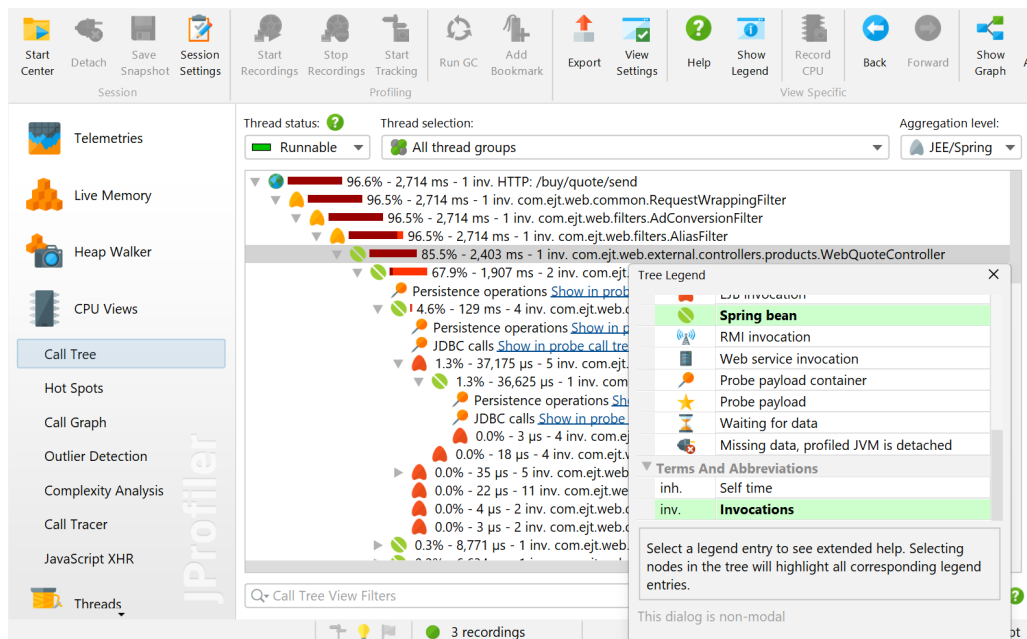 Start Center
Detach
Save Snapshot
Session Settings
Start Recordings
Stop Recordings
Start Tracking
Run GC
Add Bookmark
Export
View Settings
Help
Show Legend
Record CPU
Back
Forward
Show Graph
Session
Profiling
View Specific
Telemetries
Live Memory
Heap Walker
CPU Views
Call Tree
Hot Spots
Call Graph
Outlier Detection
Complexity Analysis
Call Tracer
JavaScript XHR
Threads
JProfiler
Thread status:
Thread selection:
Aggregation level:
Runnable
All thread groups
JEE/Spring
96.6% - 2,714 ms - 1 inv. HTTP: /buy/quote/send
96.5% - 2,714 ms - 1 inv. com.ejt.web.common.RequestWrappingFilter
96.5% - 2,714 ms - 1 inv. com.ejt.web.filters.AdConversionFilter
96.5% - 2,714 ms - 1 inv. com.ejt.web.filters.AliasFilter
85.5% - 2,403 ms - 1 inv. com.ejt.web.external.controllers.products.WebQuoteController
67.9% - 1,907 ms - 2 inv. com.ejt.
Persistence operations Show in prob
4.6% - 129 ms - 4 inv. com.ejt.web.c
Persistence operations Show in p
JDBC calls Show in probe call tre
1.3% - 37,175 µs - 5 inv. com.ejt.
1.3% - 36,625 µs - 1 inv. com
Persistence operations Sh
JDBC calls Show in probe
0.0% - 3 µs - 4 inv. com.e
0.0% - 18 µs - 4 inv. com.ejt.we
0.0% - 35 µs - 5 inv. com.ejt.web.
0.0% - 22 µs - 11 inv. com.ejt.we
0.0% - 4 µs - 2 inv. com.ejt.web.c
0.0% - 3 µs - 2 inv. com.ejt.web.c
0.3% - 8,771 µs - 1 inv. com.ejt.web.
Call Tree View Filters
3 recordings
Tree Legend
EJB invocation
Spring bean
RMI invocation
Web service invocation
Probe payload container
Probe payload
Waiting for data
Missing data, profiled JVM is detached
Terms And Abbreviations
inh. Self time
inv. Invocations
Select a legend entry to see extended help. Selecting
nodes in the tree will highlight all corresponding legend
entries.
This dialog is non-modal